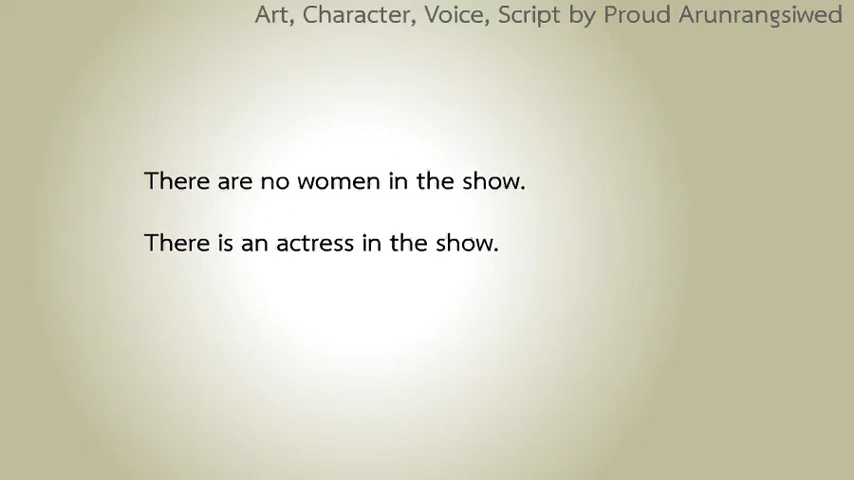 Art, Character, Voice, Script by Proud Arunrangsiwed
There are no women in the show.
There is an actress in the show.